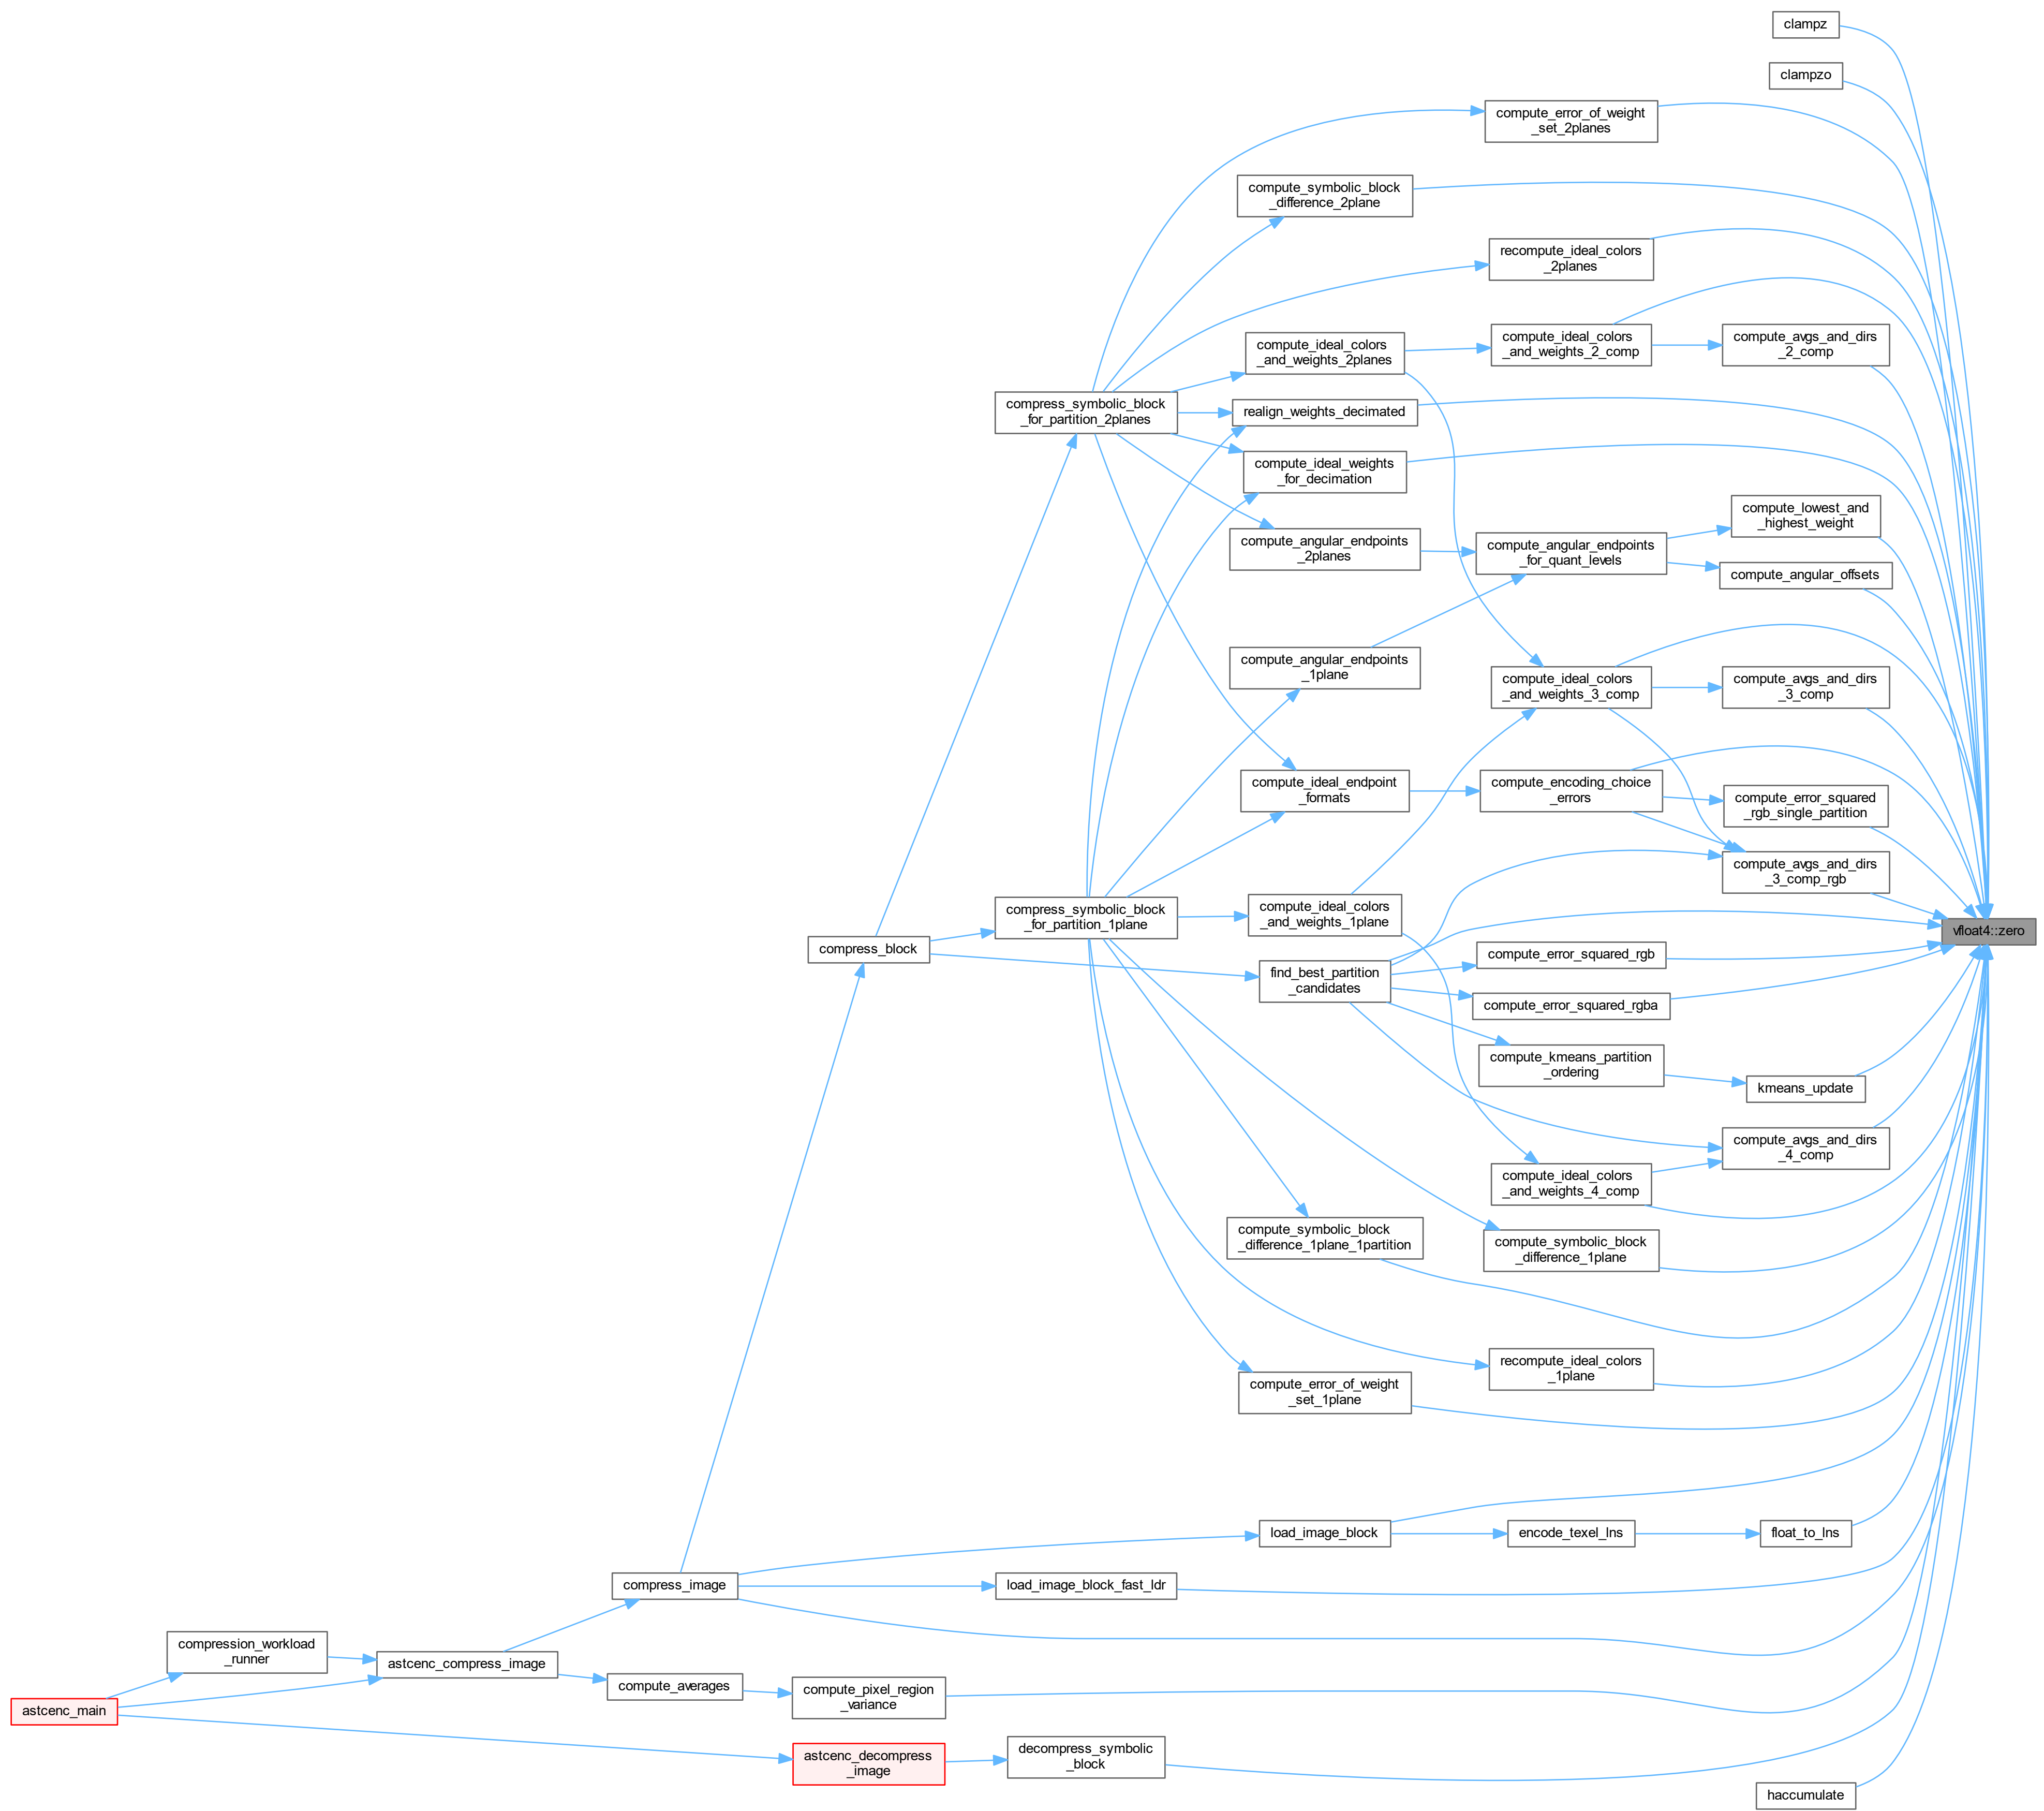 clampz
clampzo
compute_error_of_weight
_set_2planes
compute_symbolic_block
_difference_2plane
recompute_ideal_colors
_2planes
compute_ideal_colors
_and_weights_2planes
compute_ideal_colors
_and_weights_2_comp
compute_avgs_and_dirs
_2_comp
compress_symbolic_block
_for_partition_2planes
realign_weights_decimated
compute_ideal_weights
_for_decimation
compute_lowest_and
_highest_weight
compute_angular_endpoints
_2planes
compute_angular_endpoints
_for_quant_levels
compute_angular_offsets
compute_angular_endpoints
_1plane
compute_ideal_colors
_and_weights_3_comp
compute_avgs_and_dirs
_3_comp
compute_ideal_endpoint
_formats
compute_encoding_choice
_errors
compute_error_squared
_rgb_single_partition
compute_avgs_and_dirs
_3_comp_rgb
compress_symbolic_block
_for_partition_1plane
compute_ideal_colors
_and_weights_1plane
vfloat4::zero
compress_block
find_best_partition
_candidates
compute_error_squared_rgb
compute_error_squared_rgba
compute_kmeans_partition
_ordering
kmeans_update
compute_avgs_and_dirs
_4_comp
compute_ideal_colors
_and_weights_4_comp
compute_symbolic_block
_difference_1plane_1partition
compute_symbolic_block
_difference_1plane
recompute_ideal_colors
_1plane
compute_error_of_weight
_set_1plane
load_image_block
encode_texel_lns
float_to_lns
compress_image
load_image_block_fast_ldr
compression_workload
_runner
astcenc_compress_image
compute_averages
compute_pixel_region
_variance
astcenc_main
astcenc_decompress
_image
decompress_symbolic
_block
haccumulate